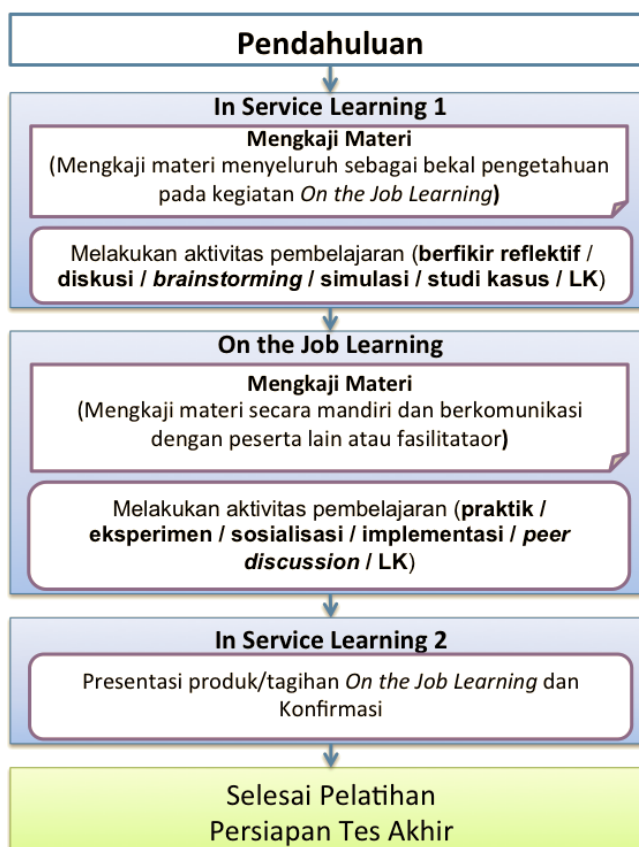 Pendahuluan
In Service Learning 1
Mengkaji Materi
(Mengkaji materi menyeluruh sebagai bekal pengetahuan
pada kegiatan On the Job Learning)
Melakukan aktivitas pembelajaran (berfikir reflektif /
diskusi / brainstorming / simulasi / studi kasus / LK)
On the Job Learning
Mengkaji Materi
(Mengkaji materi secara mandiri dan berkomunikasi
dengan peserta lain atau fasilitataor)
Melakukan aktivitas pembelajaran (praktik /
eksperimen / sosialisasi / implementasi / peer
discussion / LK)
In Service Learning 2
Presentasi produk/tagihan On the Job Learning dan
Konfirmasi
Selesai Pelatihan
Persiapan Tes Akhir